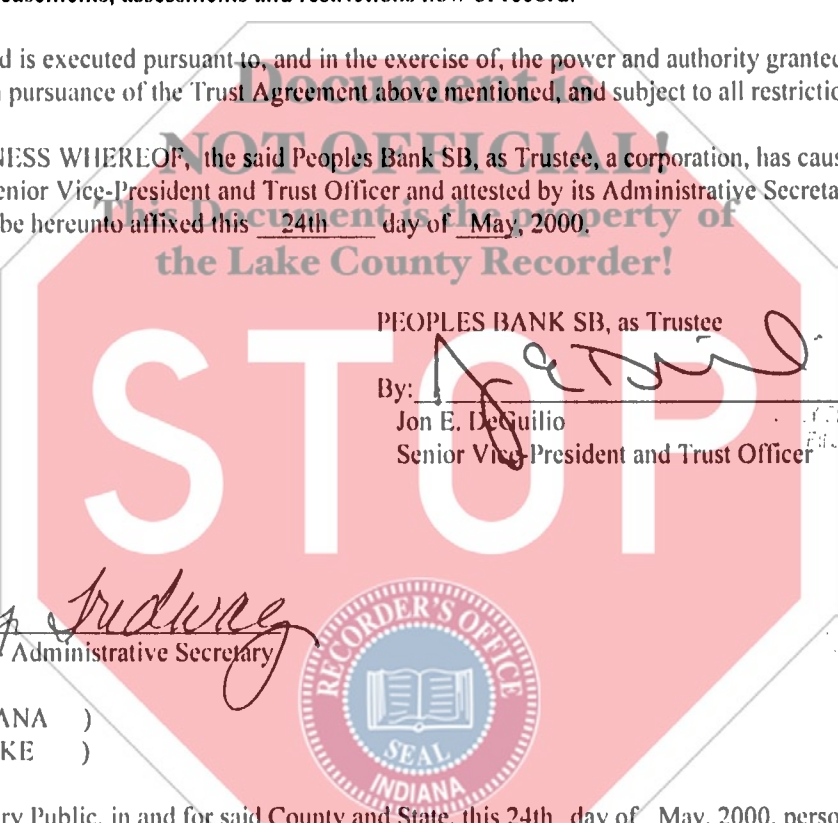 easements, assessments and restrictions now of record.
d is executed pursuant to, and in the exercise of, the power and authority granted
pursuance of the Trust Agreement above mentioned, and subject to all restrictio
Document is
NOT OFFICIAL!
NESS WHEREOF, the said Peoples Bank SB, as Trustee, a corporation, has caus
enior Vice-President and Trust Officer and attested by its Administrative Secreta
This Document is the property of
be hereunto affixed this 24th day of May, 2000.
the Lake County Recorder!
PEOPLES BANK SB, as Trustee
By:
Jon E. DeGuilio
Senior Vice-President and Trust Officer
STOP
Administrative Secretary
RECORDER'S OFFICE
SEAL
INDIANA
ANA )
KE )
ry Public, in and for said County and State, this 24th day of May, 2000, perso